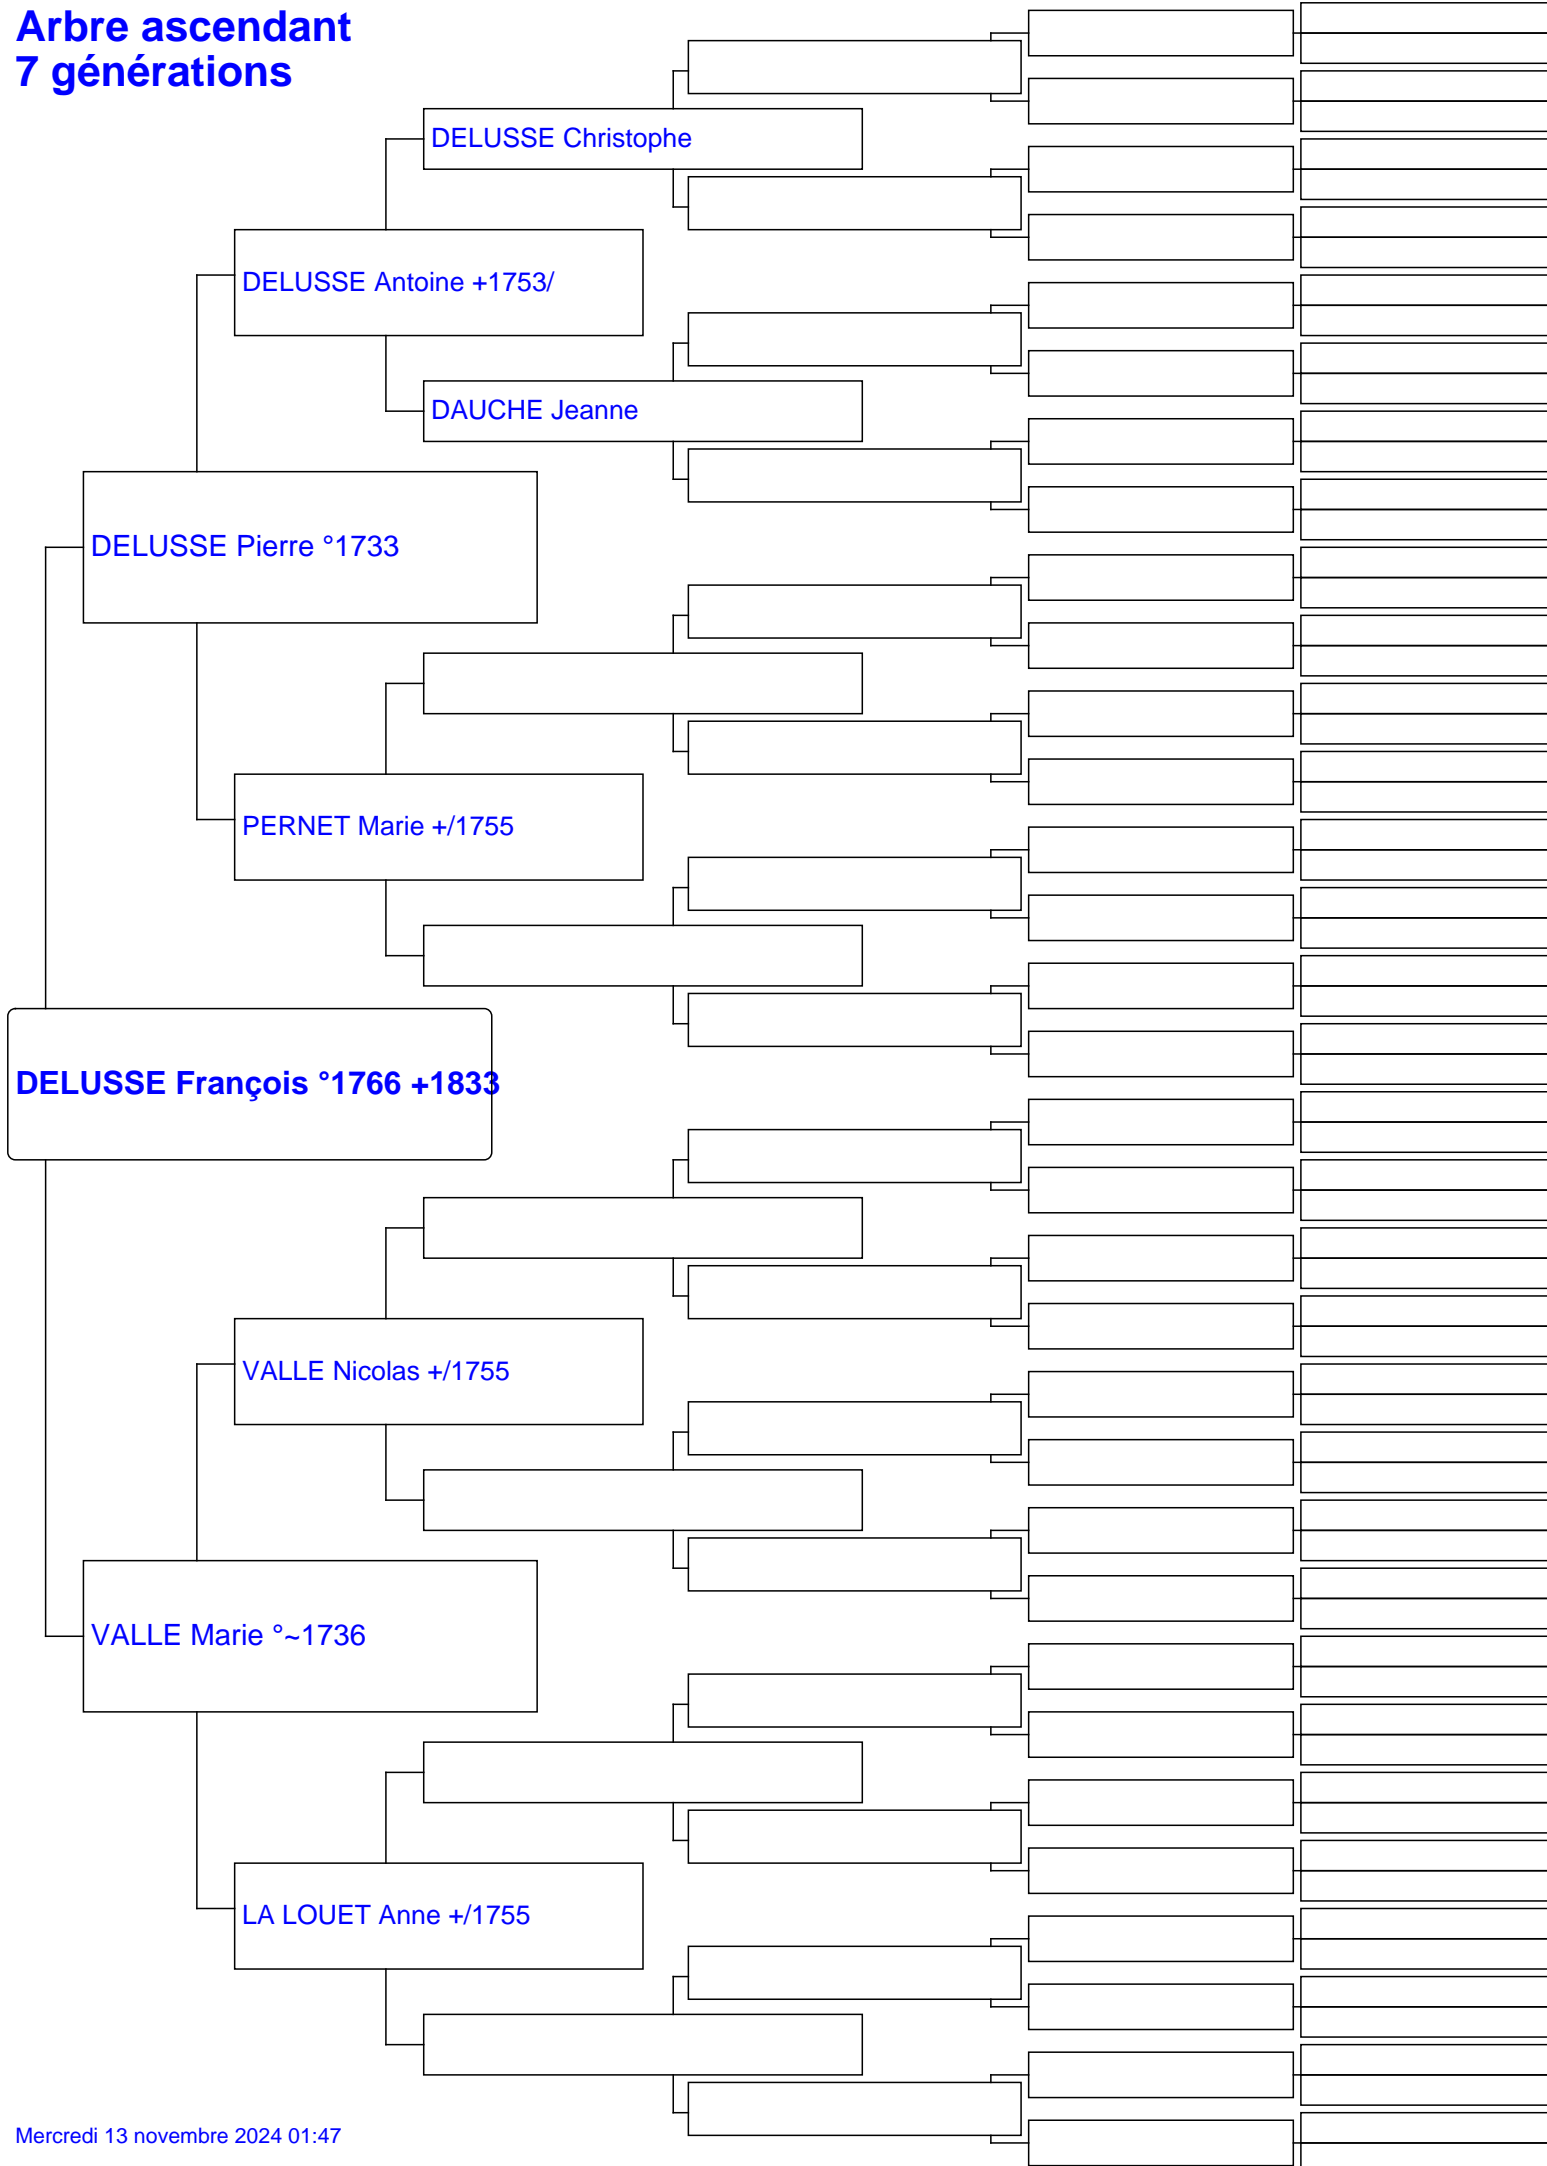 Arbre ascendant
7 générations
DELUSSE Christophe
DELUSSE Antoine +1753/
DAUCHE Jeanne
DELUSSE Pierre °1733
PERNET Marie +/1755
DELUSSE François °1766 +1833
VALLE Nicolas +/1755
VALLE Marie °~1736
LA LOUET Anne +/1755
Mercredi 13 novembre 2024 01:47